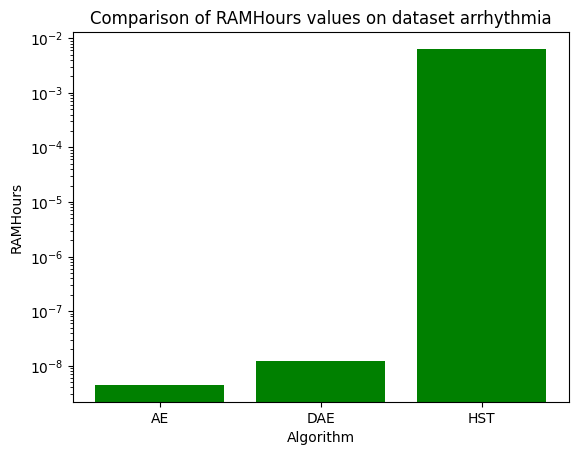 Comparison of RAMHours values on dataset arrhythmia
10⁻²
10⁻³
10⁻⁴
10⁻⁵
10⁻⁶
10⁻⁷
10⁻⁸
RAMHours
AE DAE HST
Algorithm